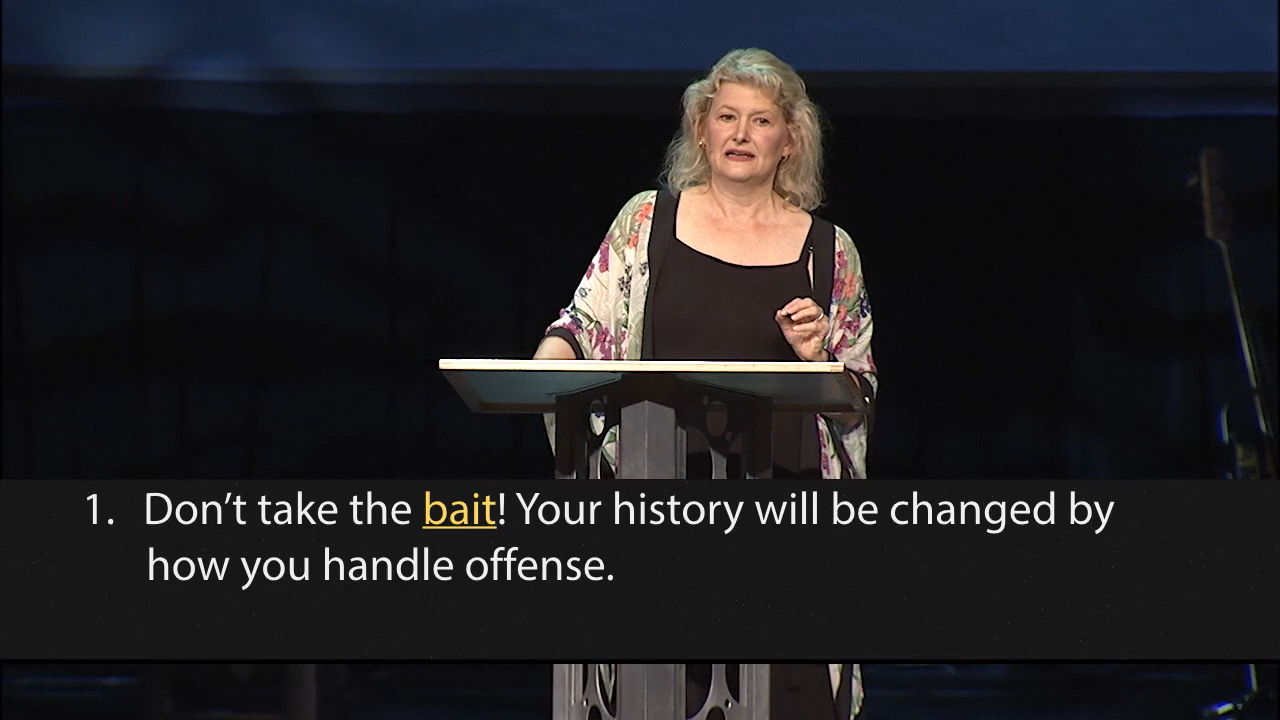 1. Don’t take the bait! Your history will be changed by
how you handle offense.